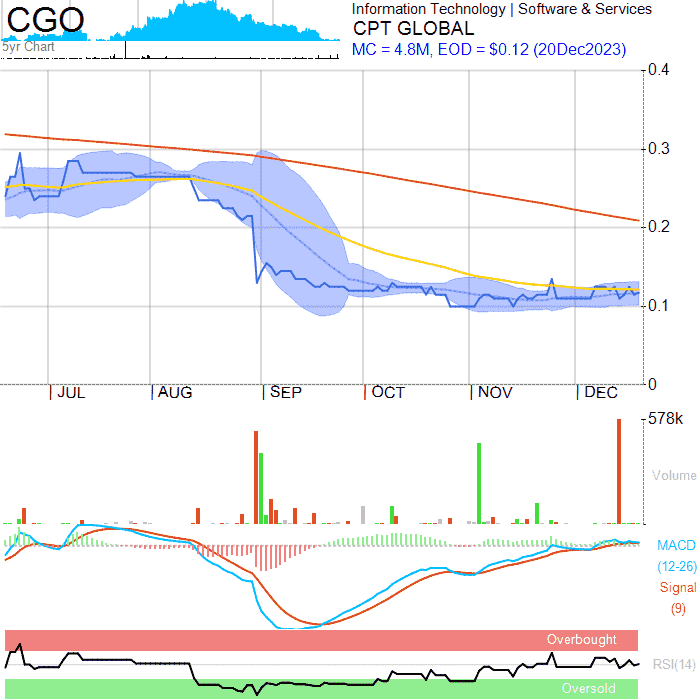 CGO
5yr Chart
Information Technology | Software & Services
CPT GLOBAL
MC = 4.8M, EOD = $0.12 (20Dec2023)
0.4
0.3
0.2
0.1
0
JUL AUG SEP OCT NOV DEC
578k
Volume
MACD
(12-26)
Signal
(9)
Overbought
RSI(14)
Oversold